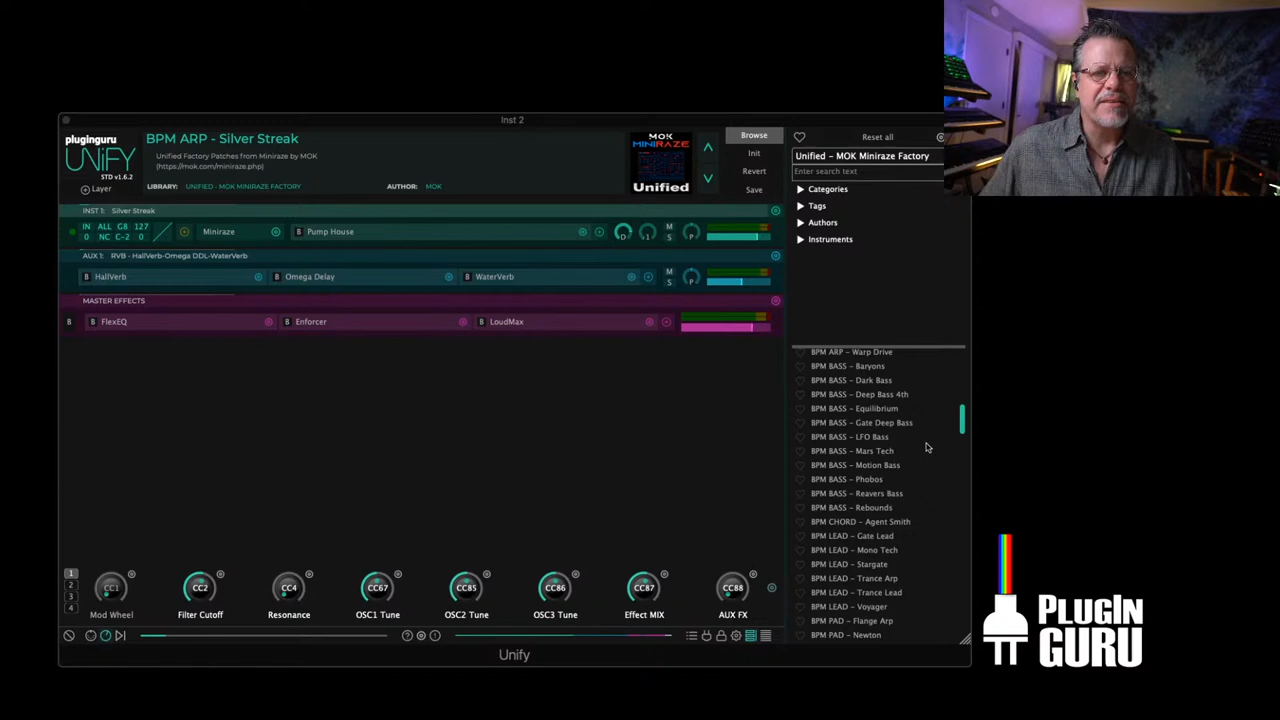 Inst 2
pluginguru
UNIFY
STD v1.6.2
Layer
BPM ARP - Silver Streak
Unified Factory Patches from Miniraze by MOK
(https://mok.com/miniraze.php)
LIBRARY: UNIFIED - MOK MINIRAZE FACTORY
AUTHOR: MOK
MOK
MINIRAZE
Unified
Browse
Init
Revert
Save
Reset all
Unified - MOK Miniraze Factory
Enter search text
Categories
Tags
Authors
Instruments
INST 1: Silver Streak
IN ALL G8 127
0 NC C-2 0
Miniraze
B Pump House
D
1
M
S
P
AUX 1: RVB - HallVerb-Omega DDL-WaterVerb
B HallVerb
B Omega Delay
B WaterVerb
M
S
P
MASTER EFFECTS
B
B FlexEQ
B Enforcer
B LoudMax
BPM ARP - Warp Drive
BPM BASS - Baryons
BPM BASS - Dark Bass
BPM BASS - Deep Bass 4th
BPM BASS - Equilibrium
BPM BASS - Gate Deep Bass
BPM BASS - LFO Bass
BPM BASS - Mars Tech
BPM BASS - Motion Bass
BPM BASS - Phobos
BPM BASS - Reavers Bass
BPM BASS - Rebounds
BPM CHORD - Agent Smith
BPM LEAD - Gate Lead
BPM LEAD - Mono Tech
BPM LEAD - Stargate
BPM LEAD - Trance Arp
BPM LEAD - Trance Lead
BPM LEAD - Voyager
BPM PAD - Flange Arp
BPM PAD - Newton
1
2
3
4
CC1
CC2
CC4
CC67
CC85
CC86
CC87
CC88
Mod Wheel
Filter Cutoff
Resonance
OSC1 Tune
OSC2 Tune
OSC3 Tune
Effect MIX
AUX FX
Unify
PLUGIN
GURU